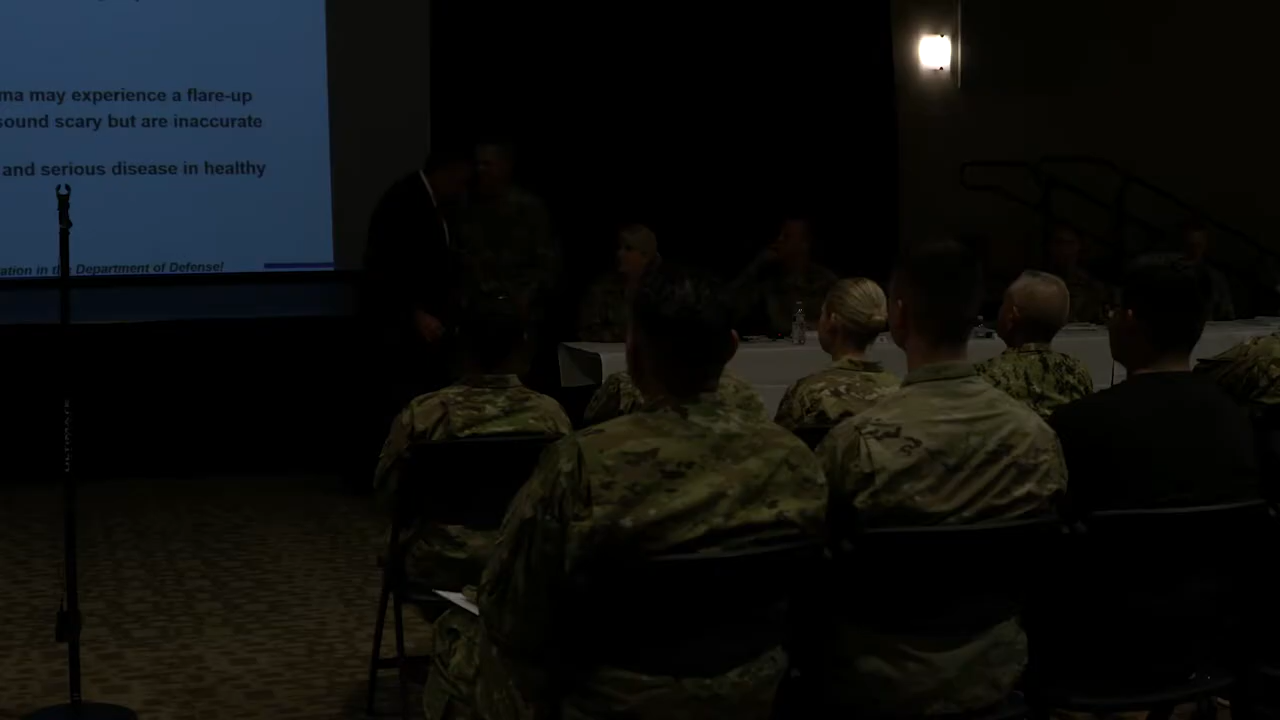 ma may experience a flare-up
sound scary but are inaccurate
and serious disease in healthy
ation in the Department of Defense!